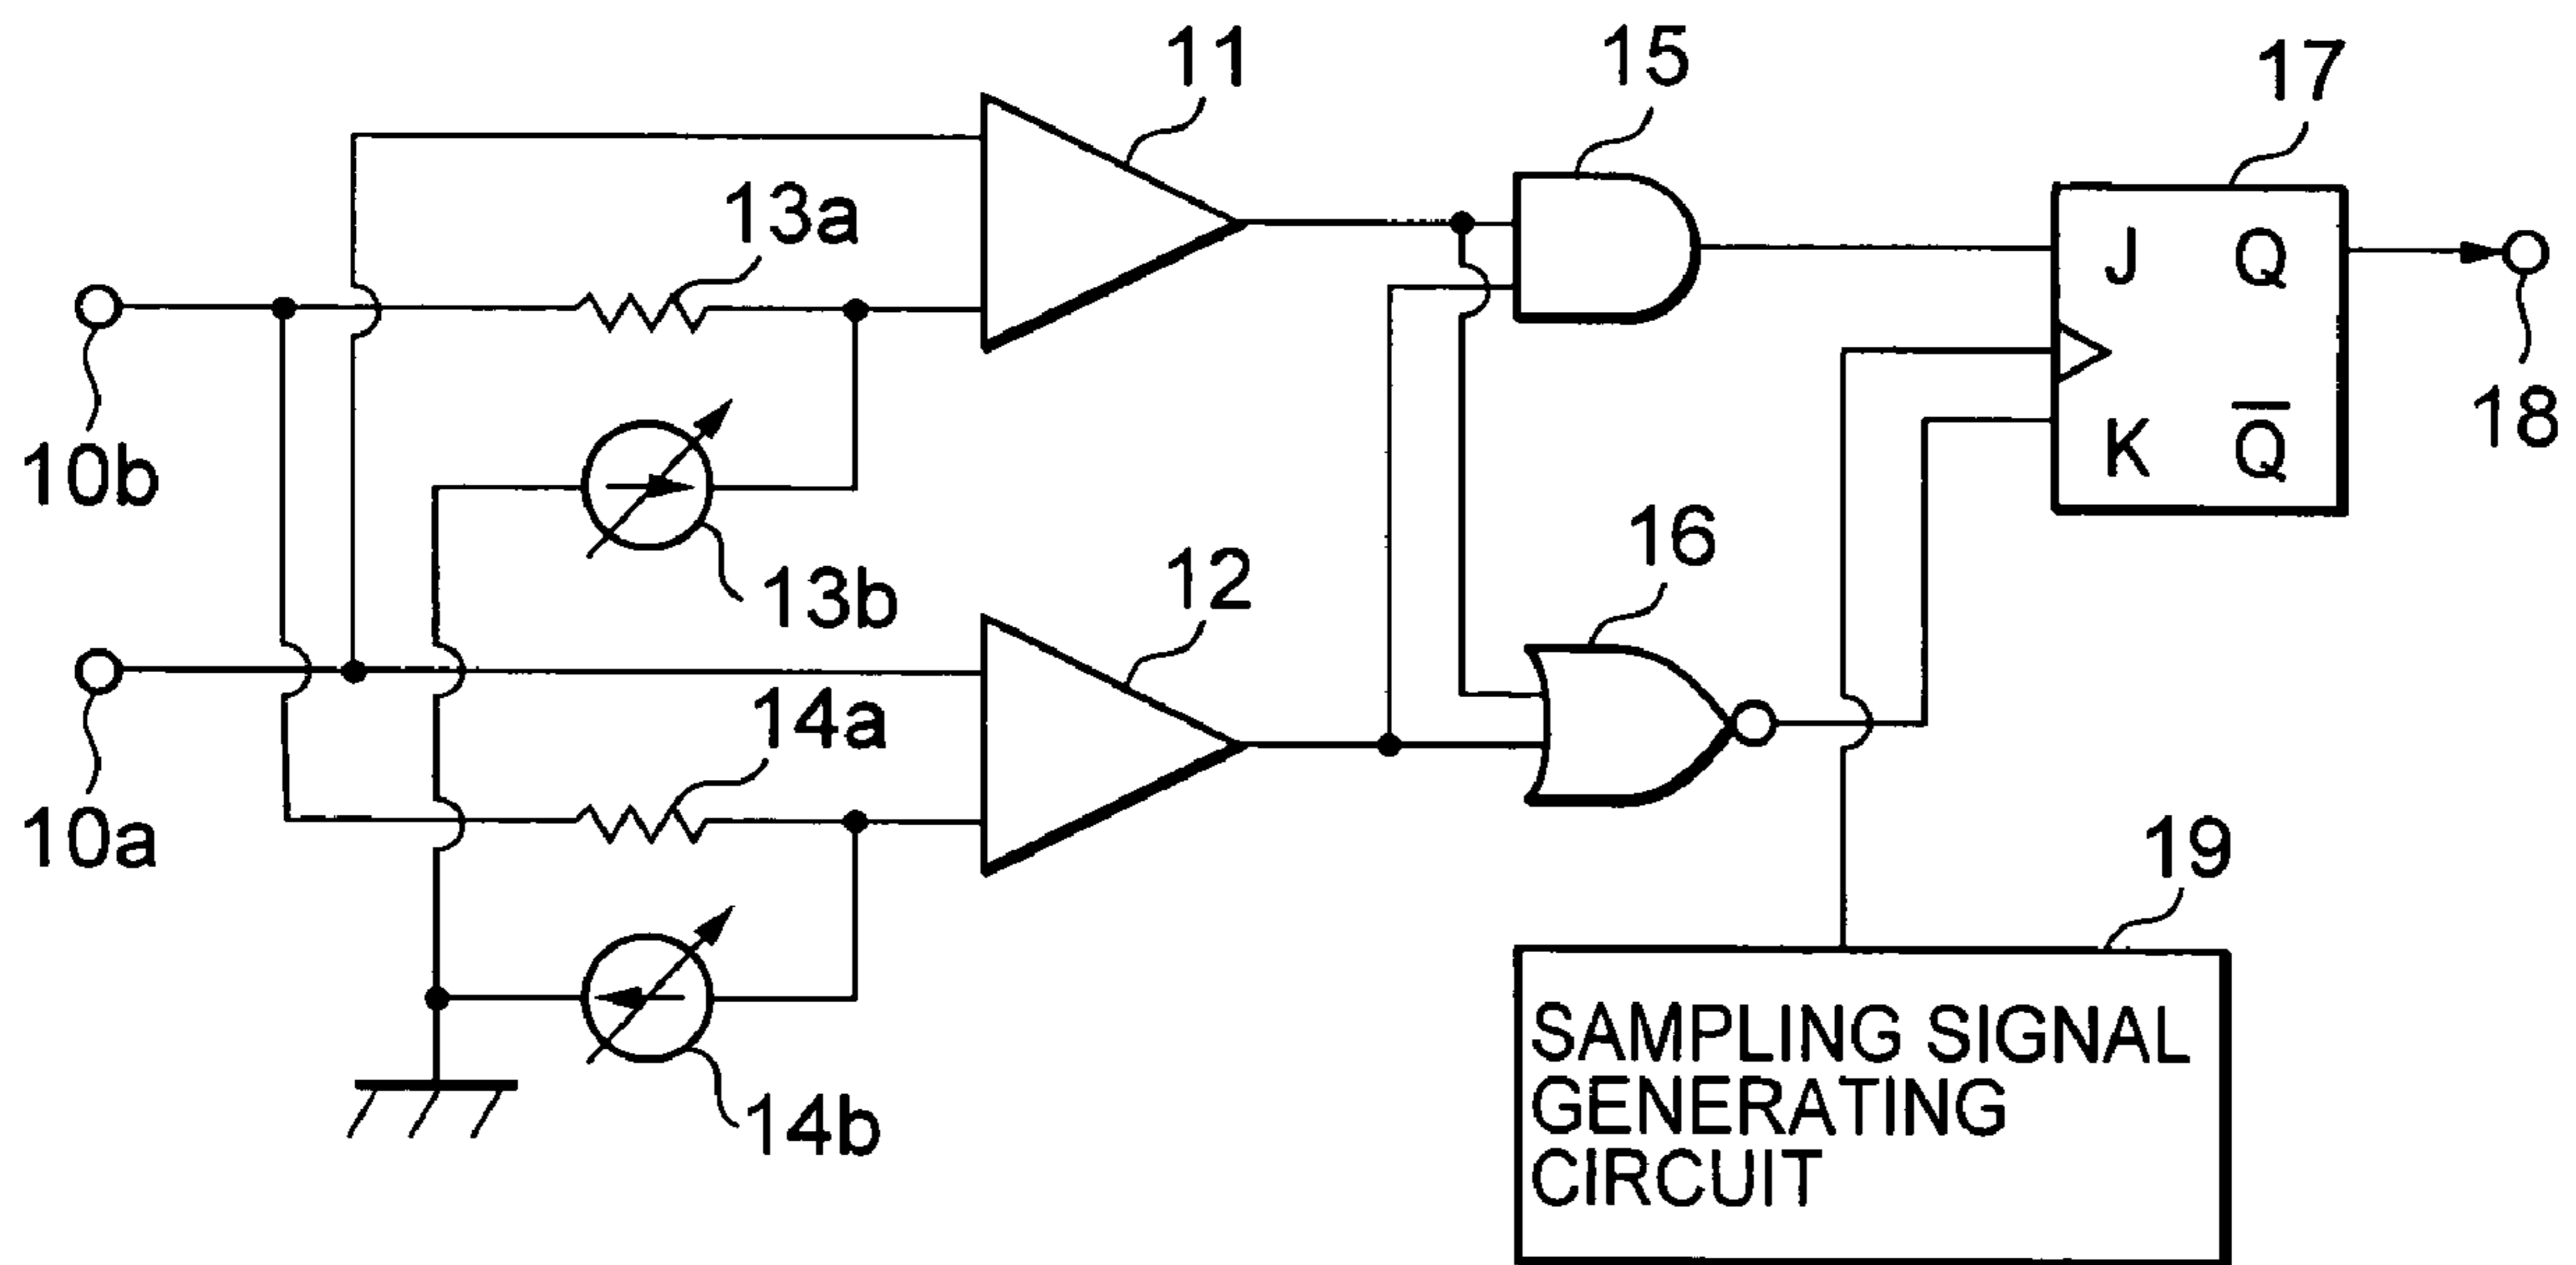 11
15
17
13a
J Q
10b
18
K Q̅
13b
12
16
14a
10a
19
14b
SAMPLING SIGNAL
GENERATING
CIRCUIT